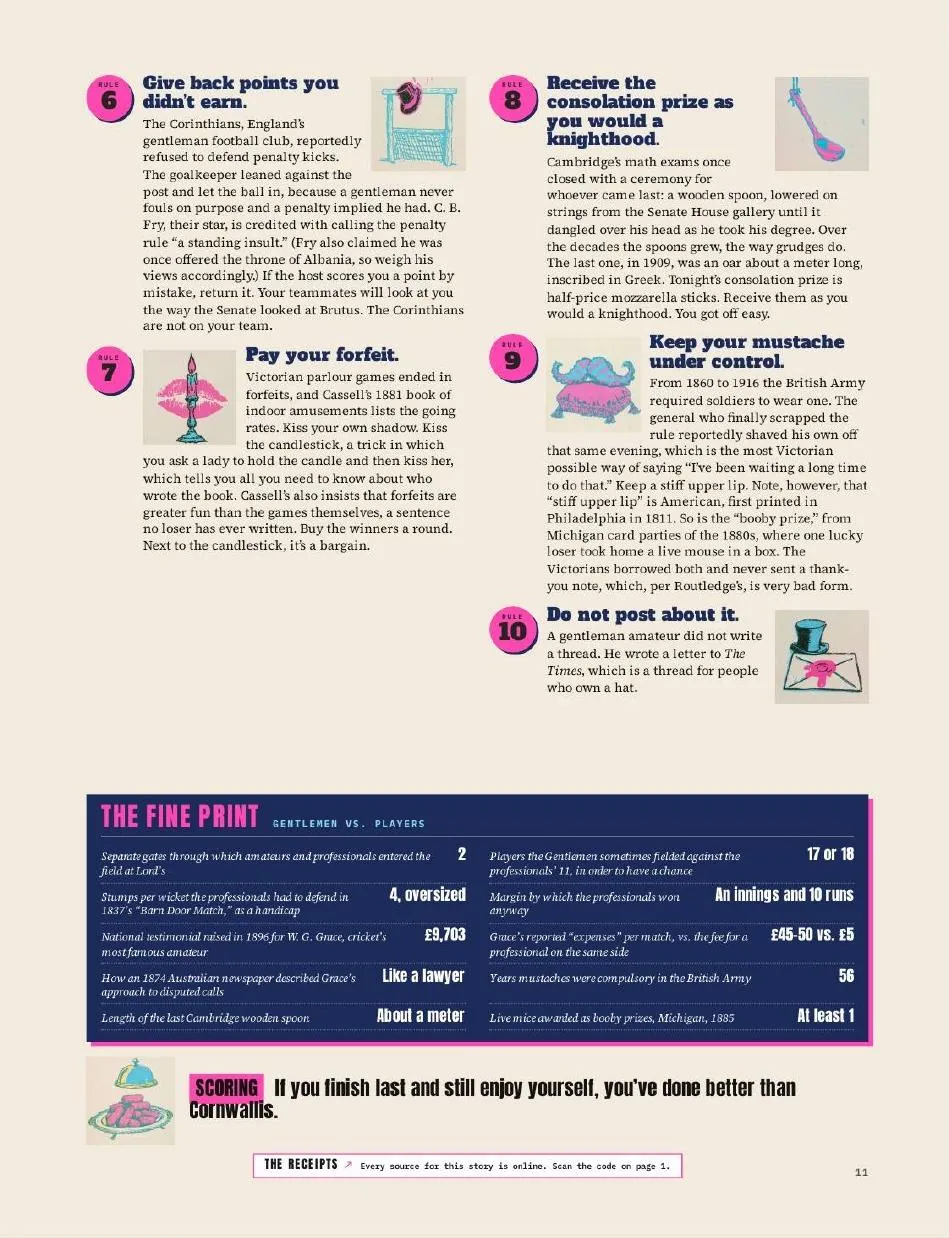 RULE
6
Give back points you
didn't earn.
The Corinthians, England's
gentleman football club, reportedly
refused to defend penalty kicks.
The goalkeeper leaned against the
post and let the ball in, because a gentleman never
fouls on purpose and a penalty implied he had. C. B.
Fry, their star, is credited with calling the penalty
rule “a standing insult.” (Fry also claimed he was
once offered the throne of Albania, so weigh his
views accordingly.) If the host scores you a point by
mistake, return it. Your teammates will look at you
the way the Senate looked at Brutus. The Corinthians
are not on your team.
RULE
7
Pay your forfeit.
Victorian parlour games ended in
forfeits, and Cassell's 1881 book of
indoor amusements lists the going
rates. Kiss your own shadow. Kiss
the candlestick, a trick in which
you ask a lady to hold the candle and then kiss her,
which tells you all you need to know about who
wrote the book. Cassell's also insists that forfeits are
greater fun than the games themselves, a sentence
no loser has ever written. Buy the winners a round.
Next to the candlestick, it's a bargain.
RULE
8
Receive the
consolation prize as
you would a
knighthood.
Cambridge's math exams once
closed with a ceremony for
whoever came last: a wooden spoon, lowered on
strings from the Senate House gallery until it
dangled over his head as he took his degree. Over
the decades the spoons grew, the way grudges do.
The last one, in 1909, was an oar about a meter long,
inscribed in Greek. Tonight's consolation prize is
half-price mozzarella sticks. Receive them as you
would a knighthood. You got off easy.
RULE
9
Keep your mustache
under control.
From 1860 to 1916 the British Army
required soldiers to wear one. The
general who finally scrapped the
rule reportedly shaved his own off
that same evening, which is the most Victorian
possible way of saying “I've been waiting a long time
to do that.” Keep a stiff upper lip. Note, however, that
“stiff upper lip” is American, first printed in
Philadelphia in 1811. So is the “booby prize,” from
Michigan card parties of the 1880s, where one lucky
loser took home a live mouse in a box. The
Victorians borrowed both and never sent a thank-
you note, which, per Routledge's, is very bad form.
RULE
10
Do not post about it.
A gentleman amateur did not write
a thread. He wrote a letter to The
Times, which is a thread for people
who own a hat.
THE FINE PRINT GENTLEMEN VS. PLAYERS
Separate gates through which amateurs and professionals entered the 2
field at Lord's
Stumps per wicket the professionals had to defend in 4, oversized
1837's “Barn Door Match,” as a handicap
National testimonial raised in 1896 for W. G. Grace, cricket's £9,703
most famous amateur
How an 1874 Australian newspaper described Grace's Like a lawyer
approach to disputed calls
Length of the last Cambridge wooden spoon About a meter
Players the Gentlemen sometimes fielded against the 17 or 18
professionals' 11, in order to have a chance
Margin by which the professionals won An innings and 10 runs
anyway
Grace's reported “expenses” per match, vs. the fee for a £45-50 vs. £5
professional on the same side
Years mustaches were compulsory in the British Army 56
Live mice awarded as booby prizes, Michigan, 1885 At least 1
SCORING If you finish last and still enjoy yourself, you've done better than
Cornwallis.
THE RECEIPTS ↗ Every source for this story is online. Scan the code on page 1.
11